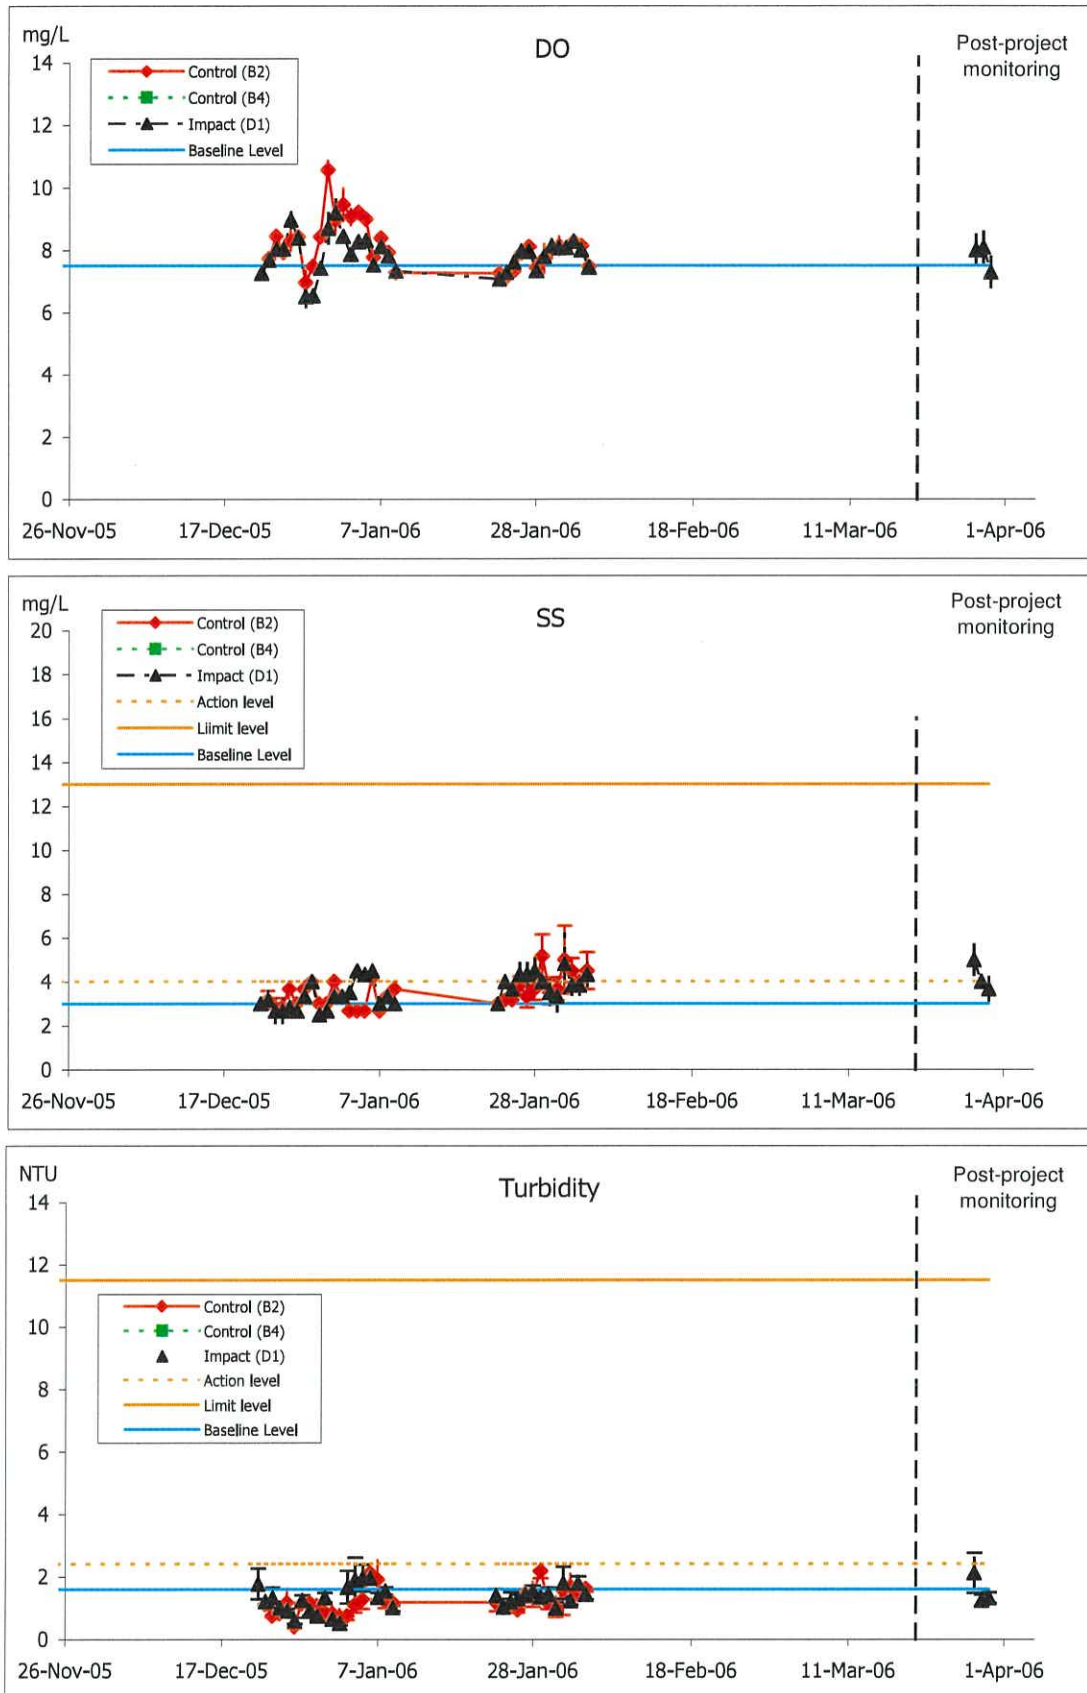 mg/L
DO
Post-project
monitoring
14
12
10
8
6
4
2
0
Control (B2)
Control (B4)
Impact (D1)
Baseline Level
26-Nov-05 17-Dec-05 7-Jan-06 28-Jan-06 18-Feb-06 11-Mar-06 1-Apr-06
mg/L
SS
Post-project
monitoring
20
18
16
14
12
10
8
6
4
2
0
Control (B2)
Control (B4)
Impact (D1)
Action level
Liimit level
Baseline Level
26-Nov-05 17-Dec-05 7-Jan-06 28-Jan-06 18-Feb-06 11-Mar-06 1-Apr-06
NTU
Turbidity
Post-project
monitoring
14
12
10
8
6
4
2
0
Control (B2)
Control (B4)
Impact (D1)
Action level
Limit level
Baseline Level
26-Nov-05 17-Dec-05 7-Jan-06 28-Jan-06 18-Feb-06 11-Mar-06 1-Apr-06